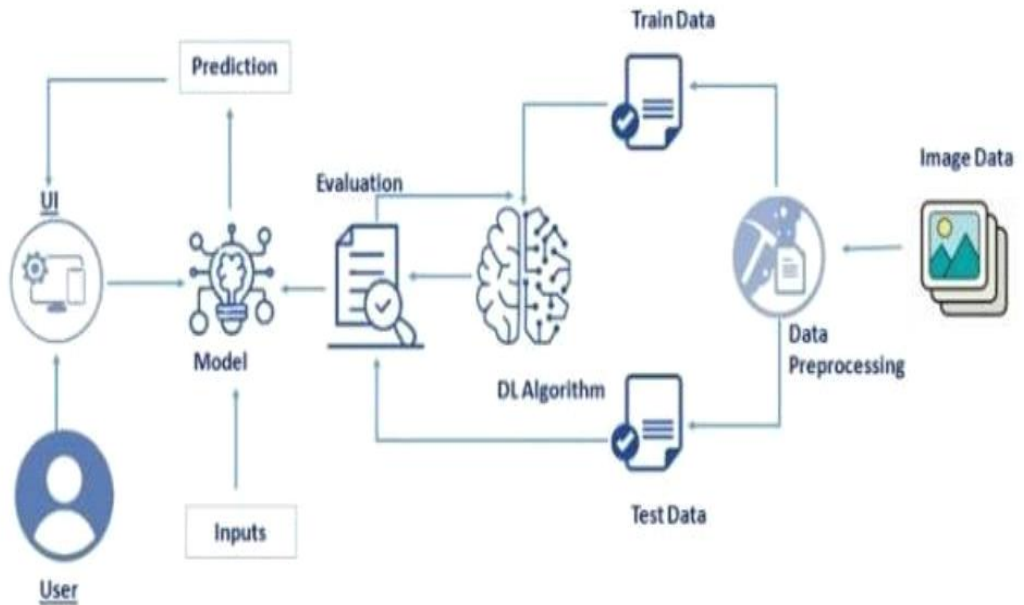 Train Data
Prediction
Image Data
Evaluation
UI
Data
Preprocessing
Model
DL Algorithm
Test Data
Inputs
User